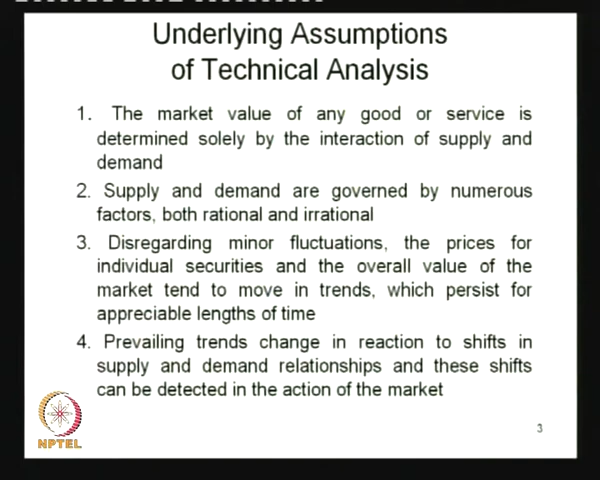 Underlying Assumptions
of Technical Analysis
1. The market value of any good or service is
determined solely by the interaction of supply and
demand
2. Supply and demand are governed by numerous
factors, both rational and irrational
3. Disregarding minor fluctuations, the prices for
individual securities and the overall value of the
market tend to move in trends, which persist for
appreciable lengths of time
4. Prevailing trends change in reaction to shifts in
supply and demand relationships and these shifts
can be detected in the action of the market
NPTEL
3